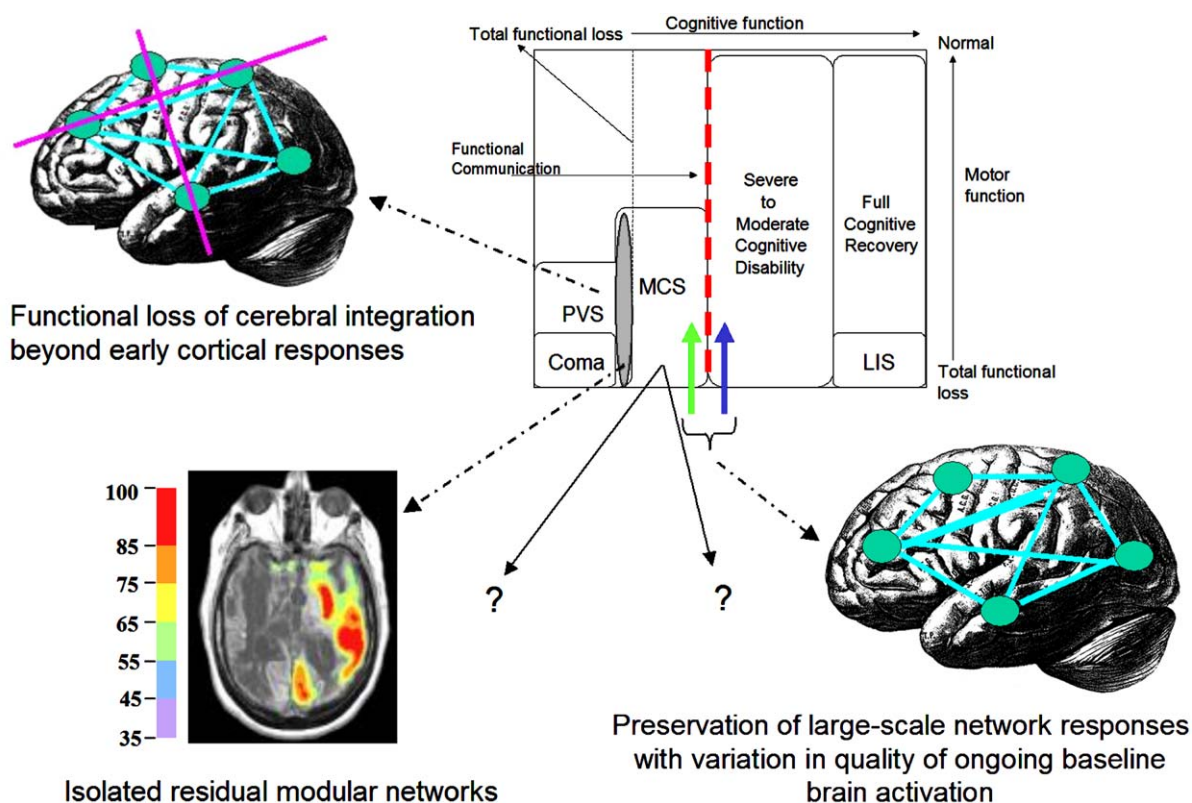 Total functional loss
Cognitive function
Normal
Functional
Communication
Severe
to
Moderate
Cognitive
Disability
Full
Cognitive
Recovery
Motor
function
MCS
PVS
Coma
LIS
Total functional
loss
Functional loss of cerebral integration
beyond early cortical responses
100
85
75
65
55
45
35
?
?
Isolated residual modular networks
Preservation of large-scale network responses
with variation in quality of ongoing baseline
brain activation